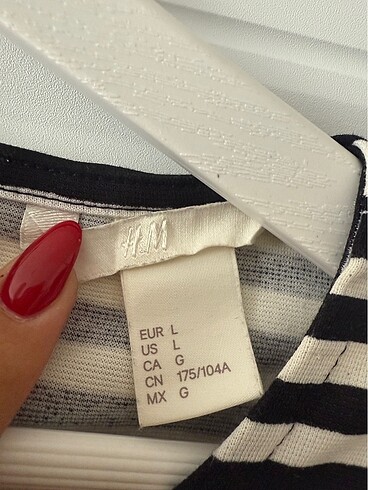 H&M
EUR L
US L
CA G
CN 175/104A
MX G